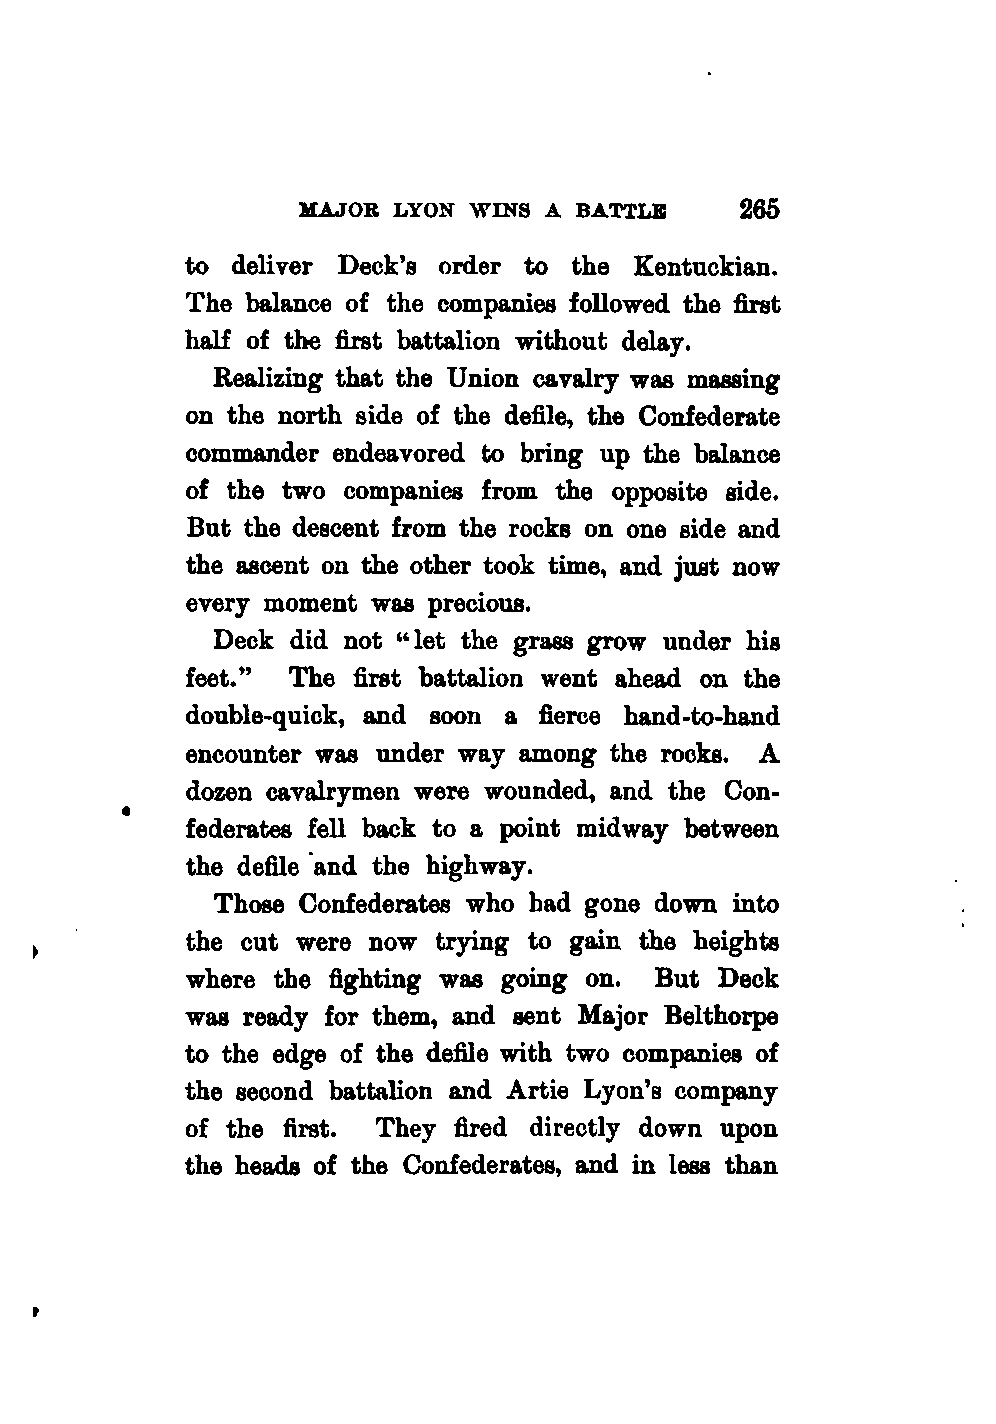 MAJOR LYON WINS A BATTLE 265
to deliver Deck's order to the Kentuckian.
The balance of the companies followed the first
half of the first battalion without delay.
Realizing that the Union cavalry was massing
on the north side of the defile, the Confederate
commander endeavored to bring up the balance
of the two companies from the opposite side.
But the descent from the rocks on one side and
the ascent on the other took time, and just now
every moment was precious.
Deck did not "let the grass grow under his
feet." The first battalion went ahead on the
double-quick, and soon a fierce hand-to-hand
encounter was under way among the rocks. A
dozen cavalrymen were wounded, and the Con-
federates fell back to a point midway between
the defile and the highway.
Those Confederates who had gone down into
the cut were now trying to gain the heights
where the fighting was going on. But Deck
was ready for them, and sent Major Belthorpe
to the edge of the defile with two companies of
the second battalion and Artie Lyon's company
of the first. They fired directly down upon
the heads of the Confederates, and in less than